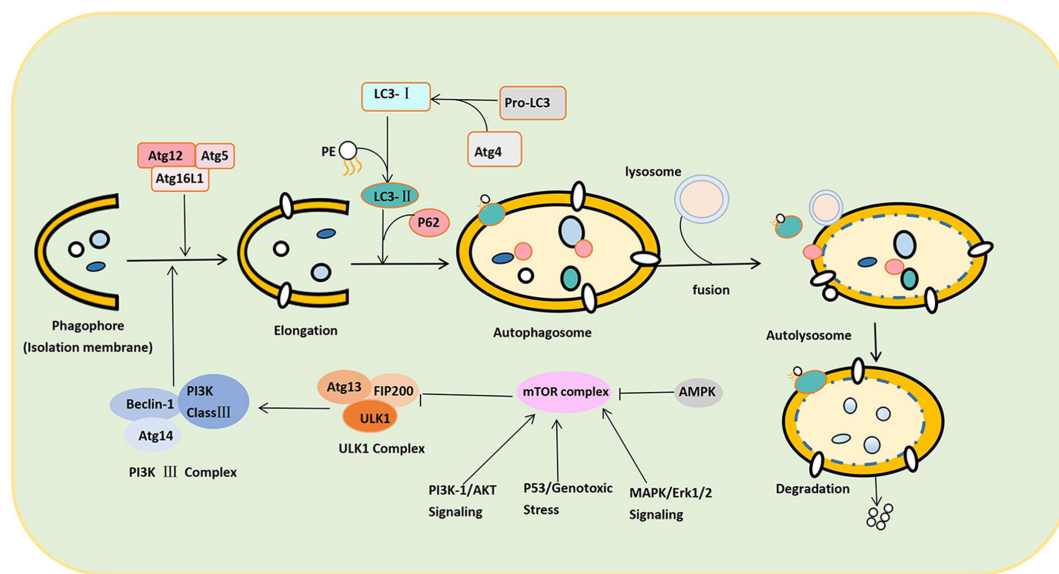 LC3- Ⅰ
Pro-LC3
Atg12
Atg5
Atg16L1
PE
Atg4
lysosome
LC3- Ⅱ
P62
fusion
Phagophore
(Isolation membrane)
Elongation
Autophagosome
Autolysosome
Beclin-1
PI3K
ClassⅢ
Atg14
PI3K Ⅲ Complex
Atg13
FIP200
ULK1
ULK1 Complex
mTOR complex
AMPK
PI3K-1/AKT
Signaling
P53/Genotoxic
Stress
MAPK/Erk1/2
Signaling
Degradation